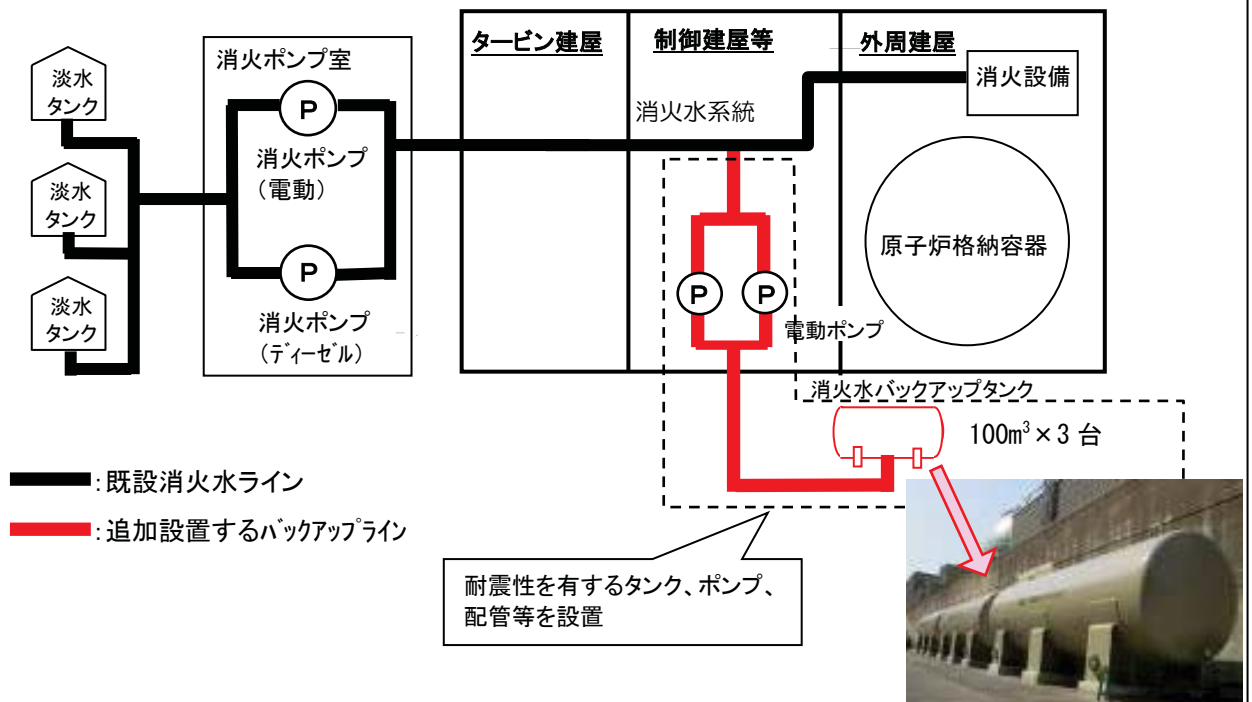 タービン建屋
制御建屋等
外周建屋
淡水
タンク
淡水
タンク
淡水
タンク
消火ポンプ室
P
消火ポンプ
(電動)
P
消火ポンプ
(ﾃﾞｨｰｾﾞﾙ)
消火水系統
消火設備
原子炉格納容器
P
P
電動ポンプ
消火水バックアップタンク
100m³×3 台
:既設消火水ライン
:追加設置するﾊﾞｯｸｱｯﾌﾟﾗｲﾝ
耐震性を有するタンク、ポンプ、
配管等を設置